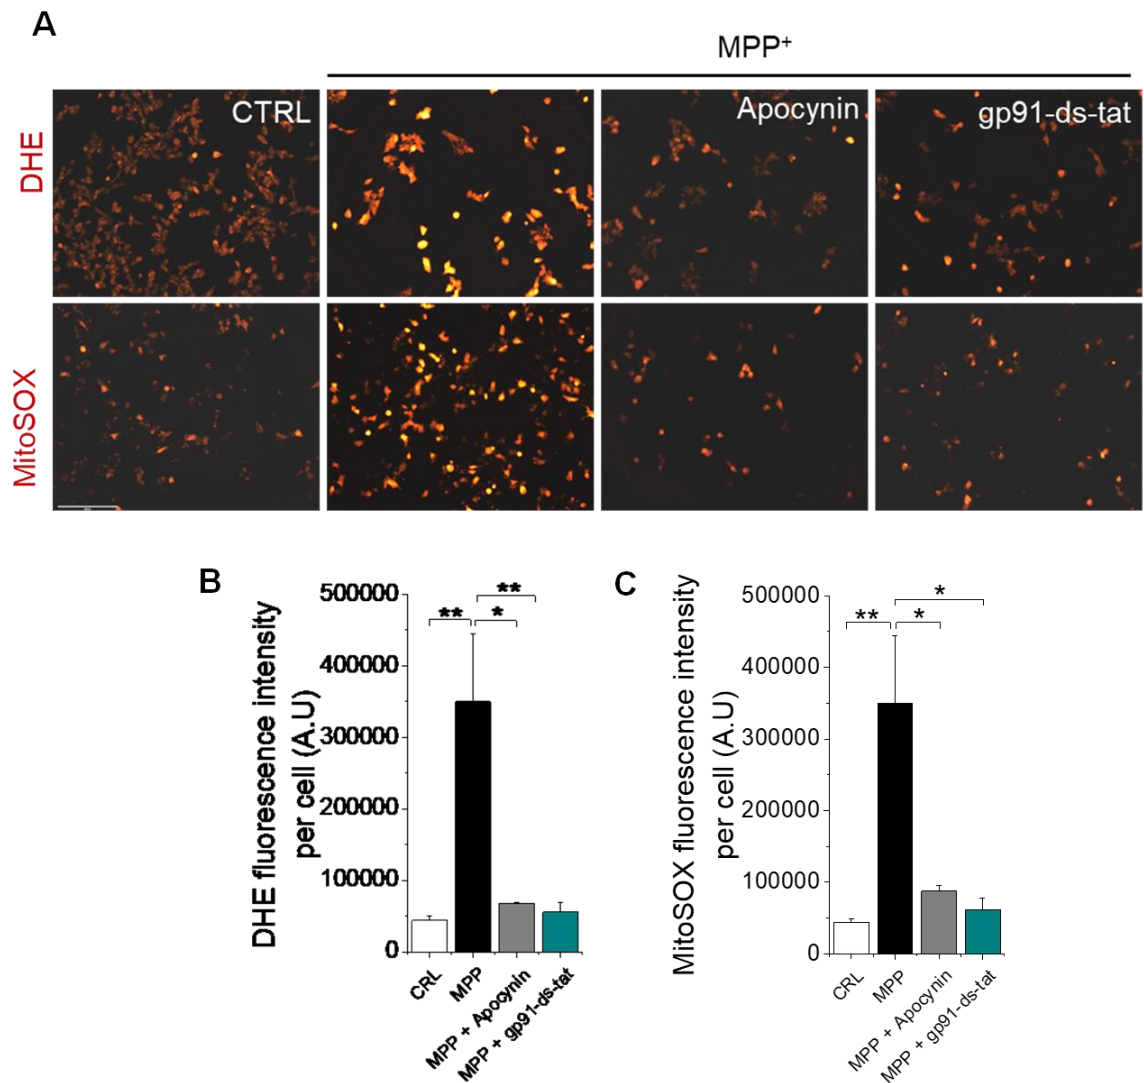 A
MPP⁺
CTRL
Apocynin
gp91-ds-tat
DHE
MitoSOX
B
DHE fluorescence intensity
per cell (A.U)
500000
400000
300000
200000
100000
0
**
**
*
CRL
MPP
MPP + Apocynin
MPP + gp91-ds-tat
C
MitoSOX fluorescence intensity
per cell (A.U)
500000
400000
300000
200000
100000
0
*
**
*
CRL
MPP
MPP + Apocynin
MPP + gp91-ds-tat